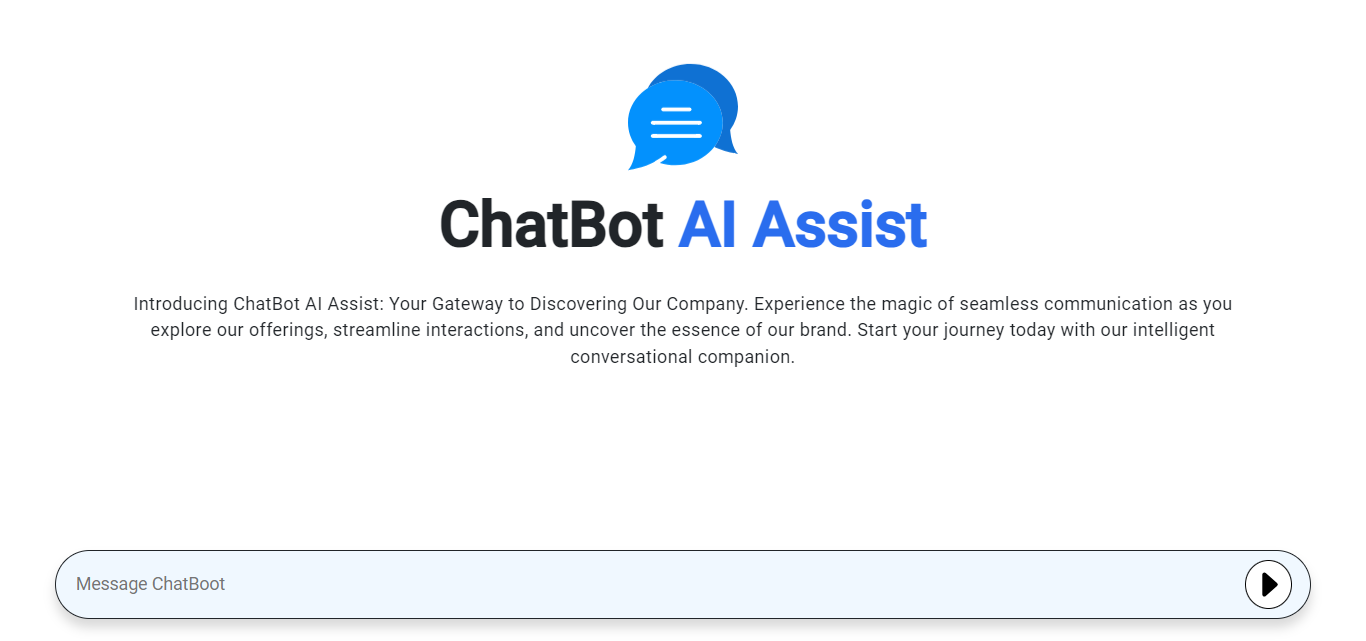 ChatBot AI Assist
Introducing ChatBot AI Assist: Your Gateway to Discovering Our Company. Experience the magic of seamless communication as you
explore our offerings, streamline interactions, and uncover the essence of our brand. Start your journey today with our intelligent
conversational companion.
Message ChatBoot